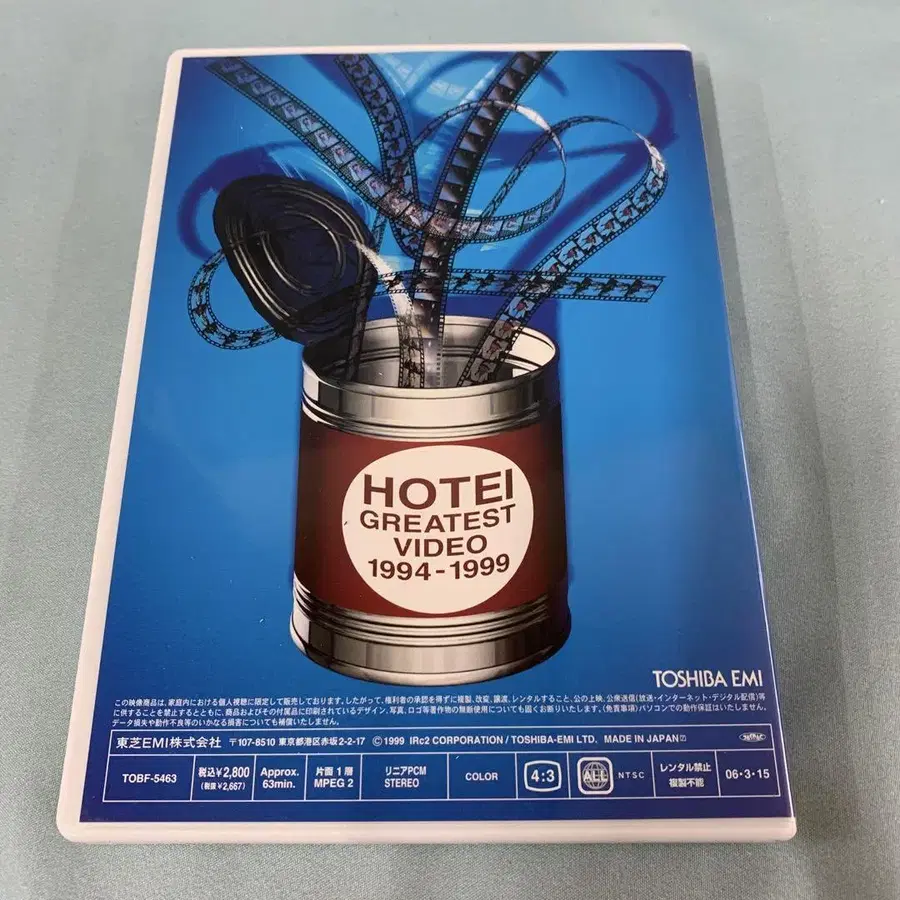 HOTEI
GREATEST
VIDEO
1994-1999
TOSHIBA EMI
この映像商品は、家庭内における個人視聴に限定して販売しております。したがって、権利者の承認を得ずに複製、改変、譲渡、レンタルすること、公の上映、公衆送信(放送・インターネット・デジタル配信)等
に供することを禁止するとともに、商品およびその付属品に印刷されているデザイン、写真、ロゴ等著作物の無断使用についても固くお断りいたします。(免責事項)パソコンでの動作保証はいたしません。
データ損失や動作不良等のいかなる損害についても補償いたしません。
東芝EMI株式会社 〒107-8510 東京都港区赤坂2-2-17 Ⓒ1999 IRc2 CORPORATION / TOSHIBA-EMI LTD. MADE IN JAPAN
TOBF-5463 税込¥2,800 (税抜¥2,667) Approx. 63min. 片面1層 MPEG 2 リニアPCM STEREO COLOR 4:3 ALL NTSC レンタル禁止 複製不能 06・3・15